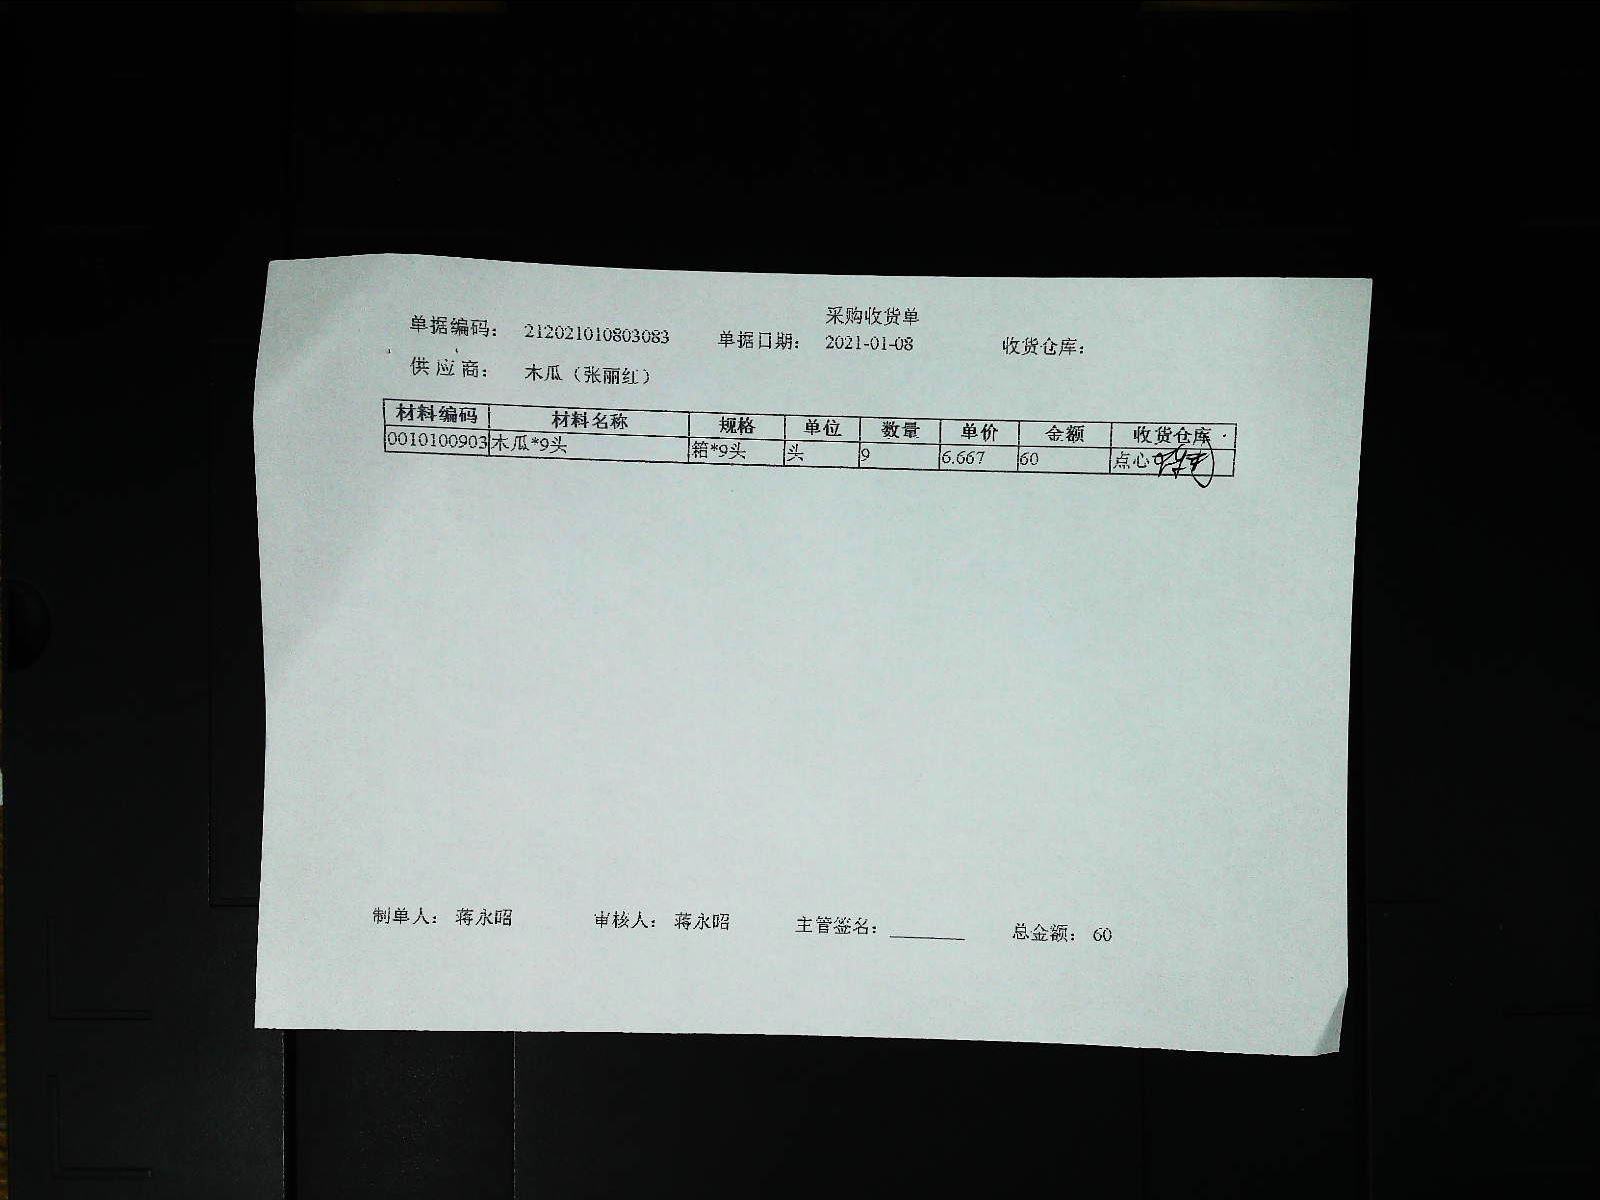 采购收货单
单据编码: 212021010803083 单据日期: 2021-01-08 收货仓库:
供应商: 木瓜（张丽红）
材料编码 材料名称 规格 单位 数量 单价 金额 收货仓库
0010100903 木瓜*9头 箱*9头 头 9 6.667 60 点心
制单人: 蒋永昭 审核人: 蒋永昭 主管签名: 总金额: 60